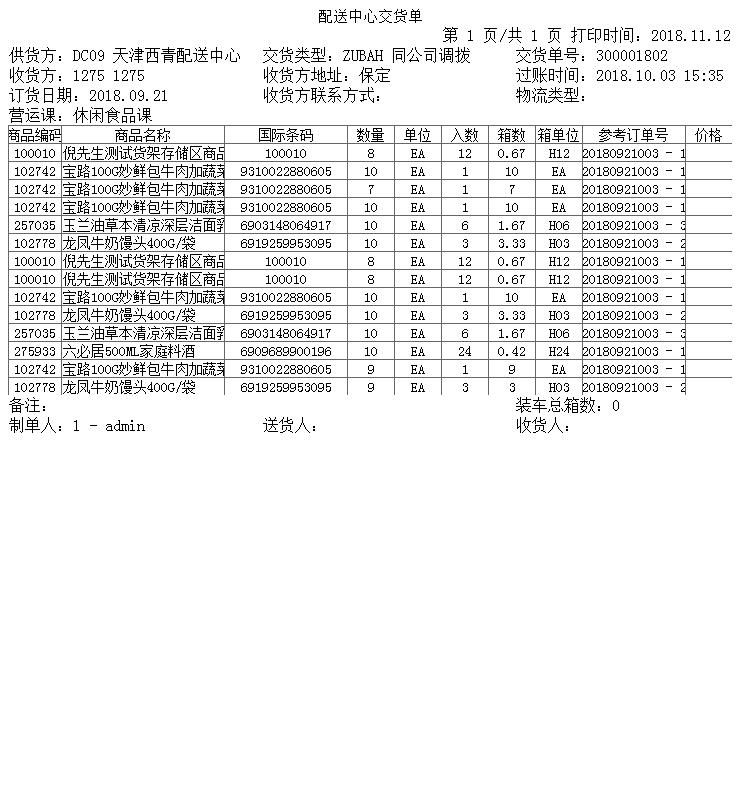 配送中心交货单
第 1 页/共 1 页 打印时间: 2018.11.12
供货方: DC09 天津西青配送中心 交货类型: ZUBAH 同公司调拨 交货单号: 300001802
收货方: 1275 1275 收货方地址: 保定 过账时间: 2018.10.03 15:35
订货日期: 2018.09.21 收货方联系方式: 物流类型:
营运课: 休闲食品课
商品编码 商品名称 国际条码 数量 单位 入数 箱数 箱单位 参考订单号 价格
100010 倪先生测试货架存储区商品 100010 8 EA 12 0.67 H12 20180921003 - 1
102742 宝路100G妙鲜包牛肉加蔬菜 9310022880605 10 EA 1 10 EA 20180921003 - 1
102742 宝路100G妙鲜包牛肉加蔬菜 9310022880605 7 EA 1 7 EA 20180921003 - 1
102742 宝路100G妙鲜包牛肉加蔬菜 9310022880605 10 EA 1 10 EA 20180921003 - 1
257035 玉兰油草本清凉深层洁面乳 6903148064917 10 EA 6 1.67 H06 20180921003 - 3
102778 龙凤牛奶馒头400G/袋 6919259953095 10 EA 3 3.33 H03 20180921003 - 2
100010 倪先生测试货架存储区商品 100010 8 EA 12 0.67 H12 20180921003 - 1
100010 倪先生测试货架存储区商品 100010 8 EA 12 0.67 H12 20180921003 - 1
102742 宝路100G妙鲜包牛肉加蔬菜 9310022880605 10 EA 1 10 EA 20180921003 - 1
102778 龙凤牛奶馒头400G/袋 6919259953095 10 EA 3 3.33 H03 20180921003 - 2
257035 玉兰油草本清凉深层洁面乳 6903148064917 10 EA 6 1.67 H06 20180921003 - 3
275933 六必居500ML家庭料酒 6909689900196 10 EA 24 0.42 H24 20180921003 - 1
102742 宝路100G妙鲜包牛肉加蔬菜 9310022880605 9 EA 1 9 EA 20180921003 - 1
102778 龙凤牛奶馒头400G/袋 6919259953095 9 EA 3 3 H03 20180921003 - 2
备注: 装车总箱数: 0
制单人: 1 - admin 送货人: 收货人: